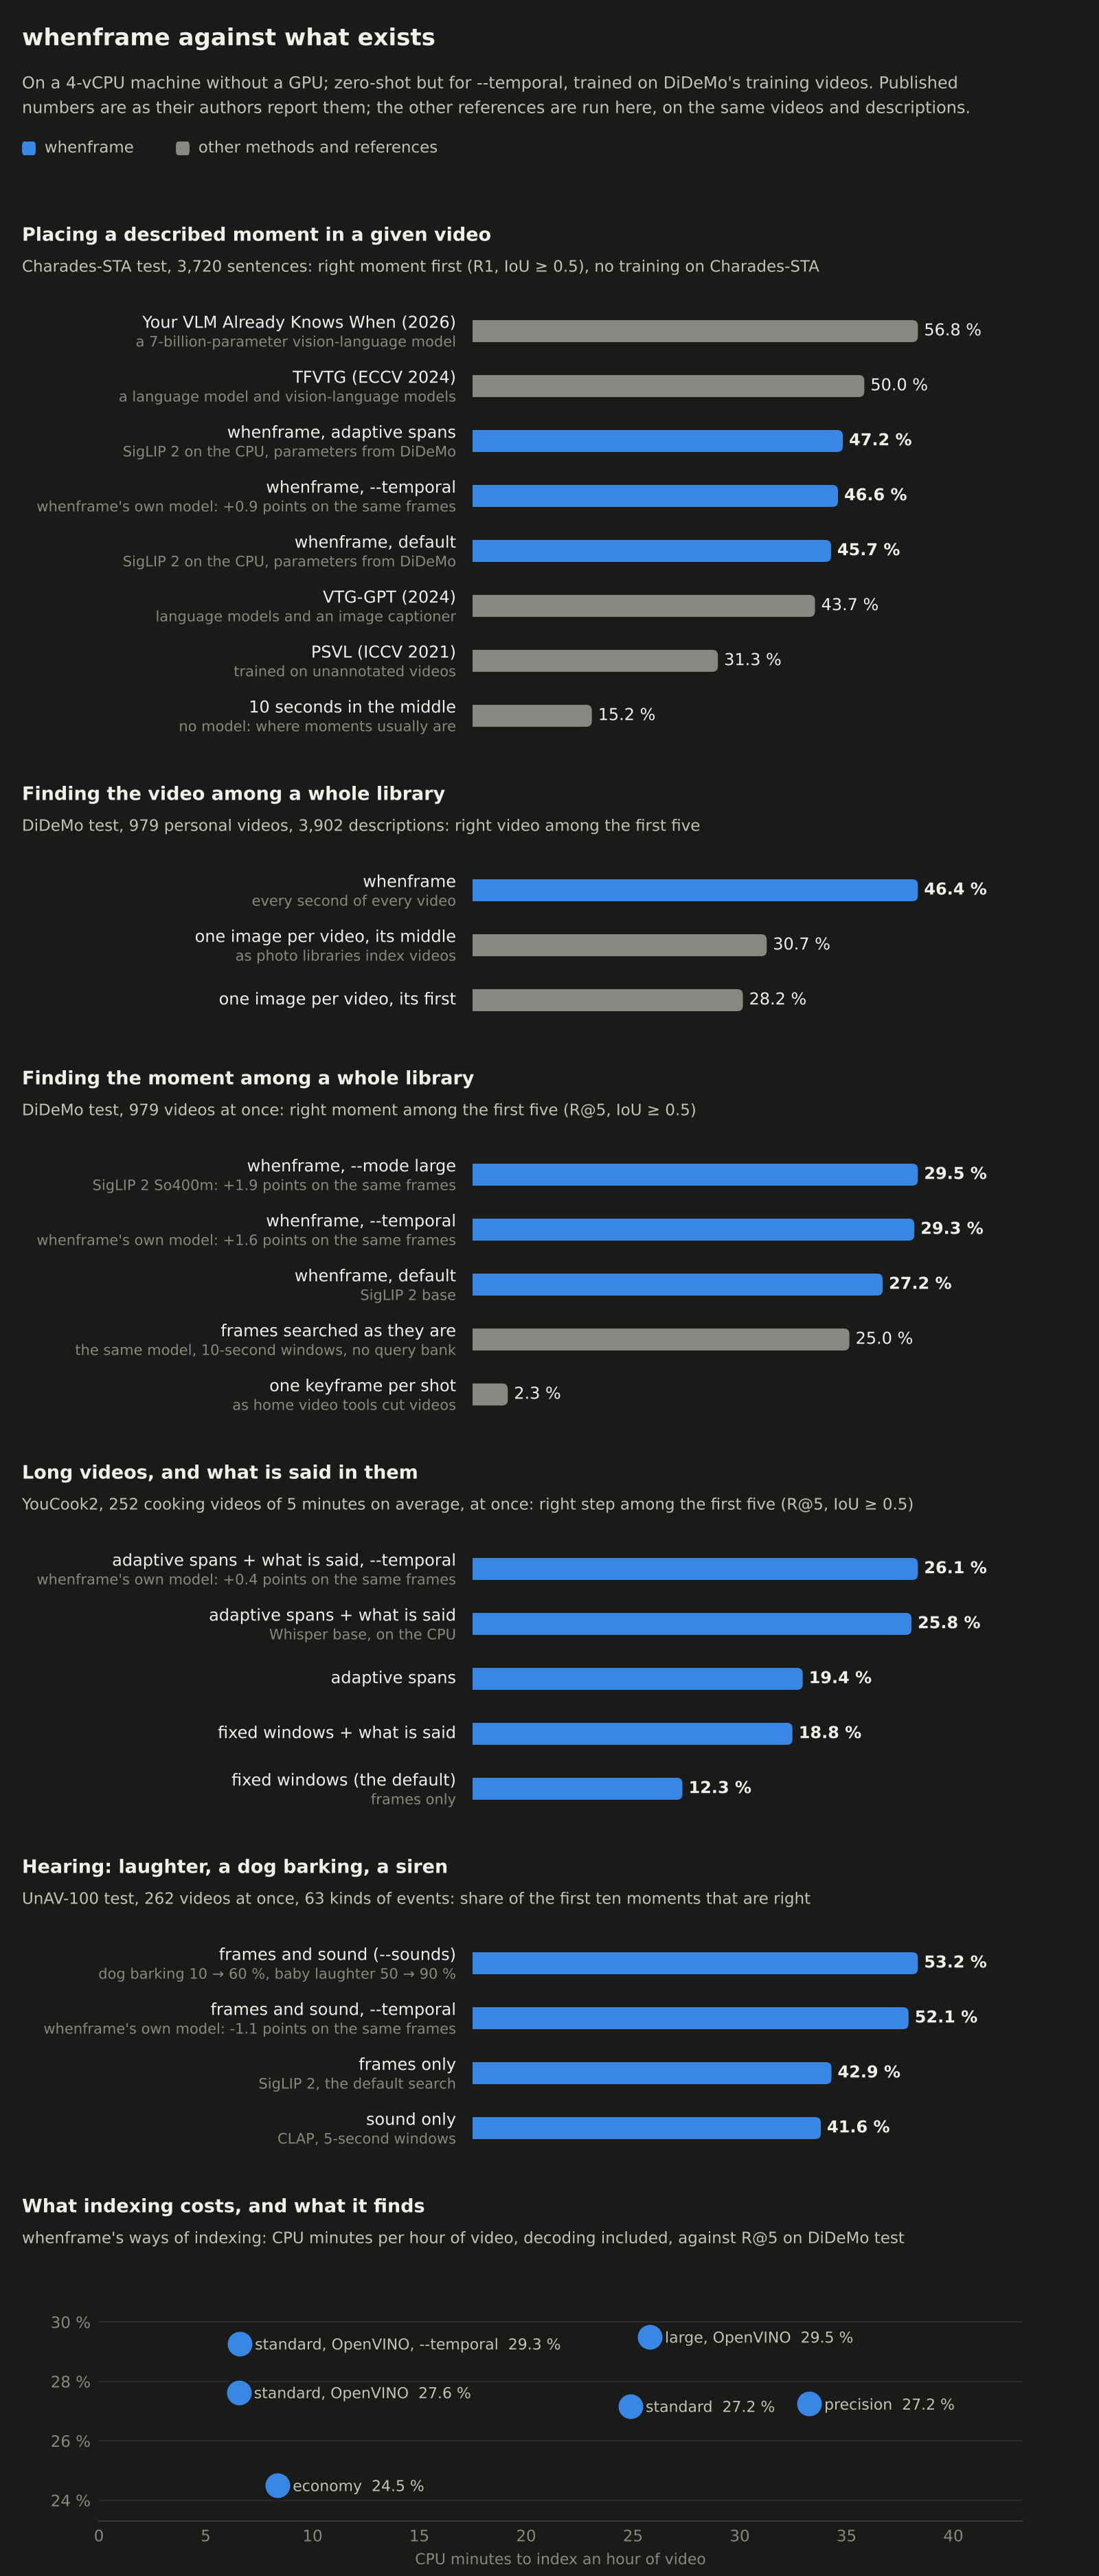 whenframe against what exists
On a 4-vCPU machine without a GPU; zero-shot but for --temporal, trained on DiDeMo's training videos. Published
numbers are as their authors report them; the other references are run here, on the same videos and descriptions.
whenframe
other methods and references
Placing a described moment in a given video
Charades-STA test, 3,720 sentences: right moment first (R1, IoU ≥ 0.5), no training on Charades-STA
Your VLM Already Knows When (2026)
a 7-billion-parameter vision-language model
56.8 %
TFVTG (ECCV 2024)
a language model and vision-language models
50.0 %
whenframe, adaptive spans
SigLIP 2 on the CPU, parameters from DiDeMo
47.2 %
whenframe, --temporal
whenframe's own model: +0.9 points on the same frames
46.6 %
whenframe, default
SigLIP 2 on the CPU, parameters from DiDeMo
45.7 %
VTG-GPT (2024)
language models and an image captioner
43.7 %
PSVL (ICCV 2021)
trained on unannotated videos
31.3 %
10 seconds in the middle
no model: where moments usually are
15.2 %
Finding the video among a whole library
DiDeMo test, 979 personal videos, 3,902 descriptions: right video among the first five
whenframe
every second of every video
46.4 %
one image per video, its middle
as photo libraries index videos
30.7 %
one image per video, its first
28.2 %
Finding the moment among a whole library
DiDeMo test, 979 videos at once: right moment among the first five (R@5, IoU ≥ 0.5)
whenframe, --mode large
SigLIP 2 So400m: +1.9 points on the same frames
29.5 %
whenframe, --temporal
whenframe's own model: +1.6 points on the same frames
29.3 %
whenframe, default
SigLIP 2 base
27.2 %
frames searched as they are
the same model, 10-second windows, no query bank
25.0 %
one keyframe per shot
as home video tools cut videos
2.3 %
Long videos, and what is said in them
YouCook2, 252 cooking videos of 5 minutes on average, at once: right step among the first five (R@5, IoU ≥ 0.5)
adaptive spans + what is said, --temporal
whenframe's own model: +0.4 points on the same frames
26.1 %
adaptive spans + what is said
Whisper base, on the CPU
25.8 %
adaptive spans
19.4 %
fixed windows + what is said
18.8 %
fixed windows (the default)
frames only
12.3 %
Hearing: laughter, a dog barking, a siren
UnAV-100 test, 262 videos at once, 63 kinds of events: share of the first ten moments that are right
frames and sound (--sounds)
dog barking 10 → 60 %, baby laughter 50 → 90 %
53.2 %
frames and sound, --temporal
whenframe's own model: -1.1 points on the same frames
52.1 %
frames only
SigLIP 2, the default search
42.9 %
sound only
CLAP, 5-second windows
41.6 %
What indexing costs, and what it finds
whenframe's ways of indexing: CPU minutes per hour of video, decoding included, against R@5 on DiDeMo test
30 %
standard, OpenVINO, --temporal 29.3 %
large, OpenVINO 29.5 %
28 %
standard, OpenVINO 27.6 %
standard 27.2 %
precision 27.2 %
26 %
economy 24.5 %
24 %
0 5 10 15 20 25 30 35 40
CPU minutes to index an hour of video